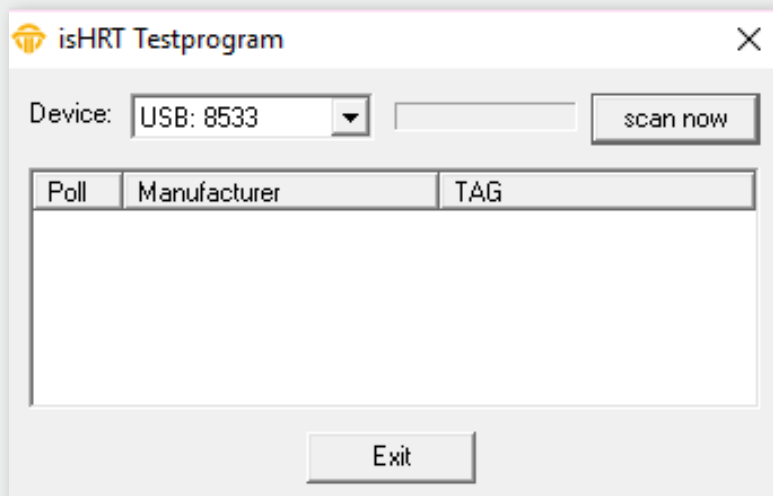 isHRT Testprogram
Device: USB: 8533 scan now
Poll Manufacturer TAG
Exit